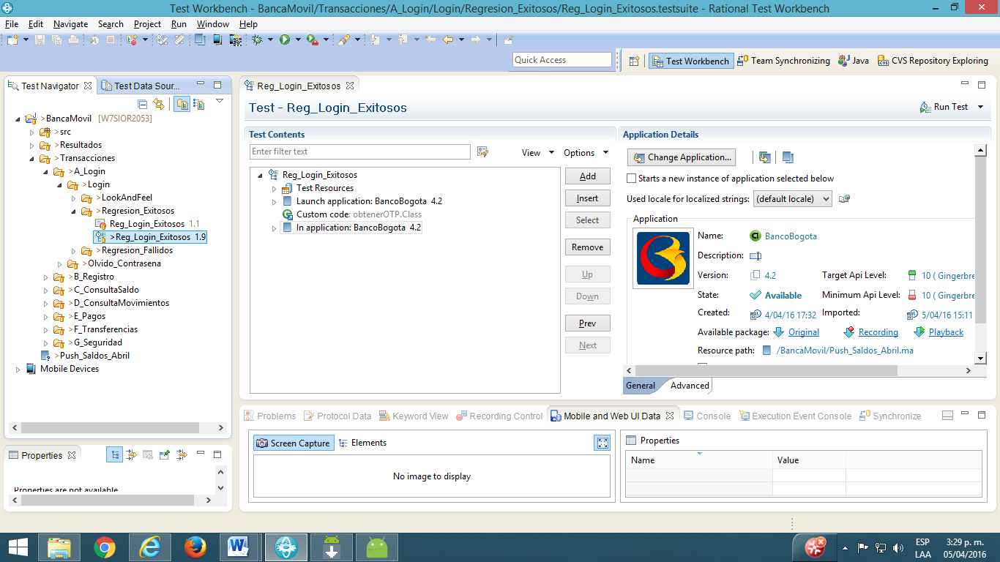 Test Workbench - BancaMovil/Transacciones/A_Login/Login/Regresion_Exitosos/Reg_Login_Exitosos.testsuite - Rational Test Workbench
File Edit Navigate Search Project Run Window Help
Quick Access
Test Workbench Team Synchronizing Java CVS Repository Exploring
Test Navigator Test Data Sour...
>BancaMovil [W7SIOR2053]
>src
>Resultados
>Transacciones
>A_Login
>Login
>LookAndFeel
>Regresion_Exitosos
Reg_Login_Exitosos 1.1
>Reg_Login_Exitosos 1.9
>Regresion_Fallidos
>Olvido_Contrasena
>B_Registro
>C_ConsultaSaldo
>D_ConsultaMovimientos
>E_Pagos
>F_Transferencias
>G_Seguridad
>Push_Saldos_Abril
Mobile Devices
Properties
Properties are not available
Reg_Login_Exitosos
Test - Reg_Login_Exitosos
Run Test
Test Contents
Enter filter text
View Options
Reg_Login_Exitosos
Test Resources
Launch application: BancoBogota 4.2
Custom code: obtenerOTP.Class
In application: BancoBogota 4.2
Add
Insert
Select
Remove
Up
Down
Prev
Next
Application Details
Change Application...
Starts a new instance of application selected below
Used locale for localized strings: (default locale)
Application
Name: BancoBogota
Description:
Version: 4.2 Target Api Level: 10 ( Gingerbre
State: Available Minimum Api Level: 10 ( Gingerbre
Created: 4/04/16 17:32 Imported: 5/04/16 15:11
Available package: Original Recording Playback
Resource path: /BancaMovil/Push_Saldos_Abril.ma
General Advanced
Problems Protocol Data Keyword View Recording Control Mobile and Web UI Data Console Execution Event Console Synchronize
Screen Capture Elements
No image to display
Properties
Name Value
ESP
LAA
3:29 p. m.
05/04/2016